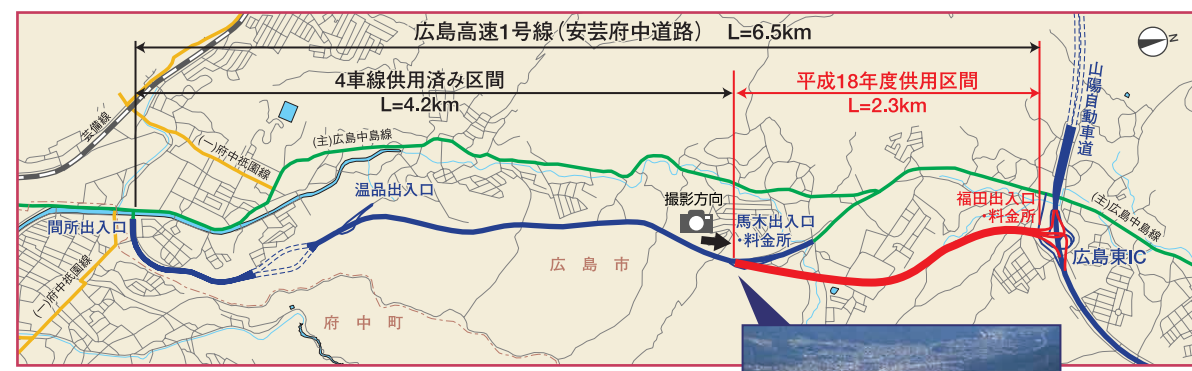 広島高速1号線(安芸府中道路) L=6.5km
N
4車線供用済み区間
L=4.2km
平成18年度供用区間
L=2.3km
山陽自動車道
芸備線
(一)府中祇園線
(主)広島中島線
温品出入口
撮影方向
馬木出入口
・料金所
福田出入口
・料金所
(主)広島中島線
間所出入口
広島東IC
広島市
(一)府中祇園線
府中町